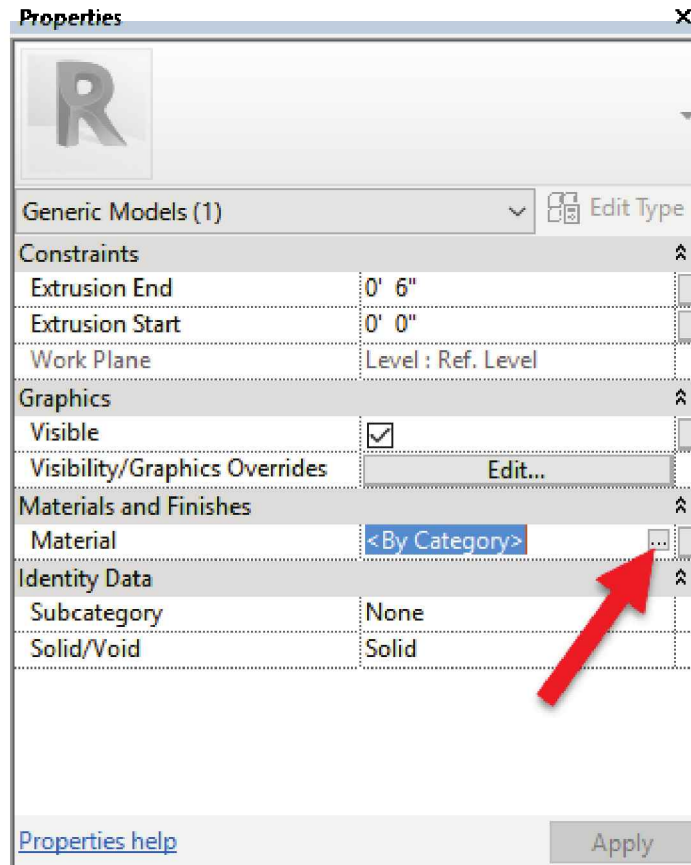 Properties
R
Generic Models (1) Edit Type
Constraints
Extrusion End 0' 6"
Extrusion Start 0' 0"
Work Plane Level : Ref. Level
Graphics
Visible
Visibility/Graphics Overrides Edit...
Materials and Finishes
Material <By Category> ...
Identity Data
Subcategory None
Solid/Void Solid
Properties help Apply